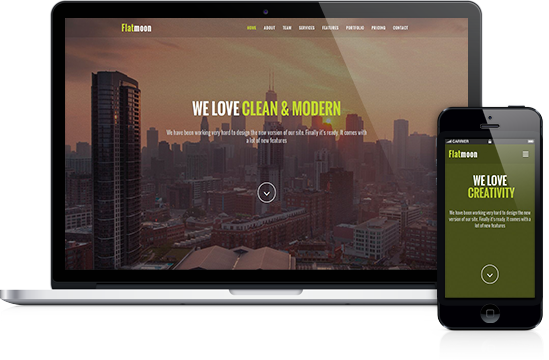 Flatmoon
HOME ABOUT TEAM SERVICES FEATURES PORTFOLIO PRICING CONTACT
WE LOVE CLEAN & MODERN
We have been working very hard to design the new version of our site. Finally it's ready. It comes with
a lot of new features
CARRIER
Flatmoon
WE LOVE
CREATIVITY
We have been working very hard to design the new
version of our site. Finally it's ready. It comes with a
lot of new features